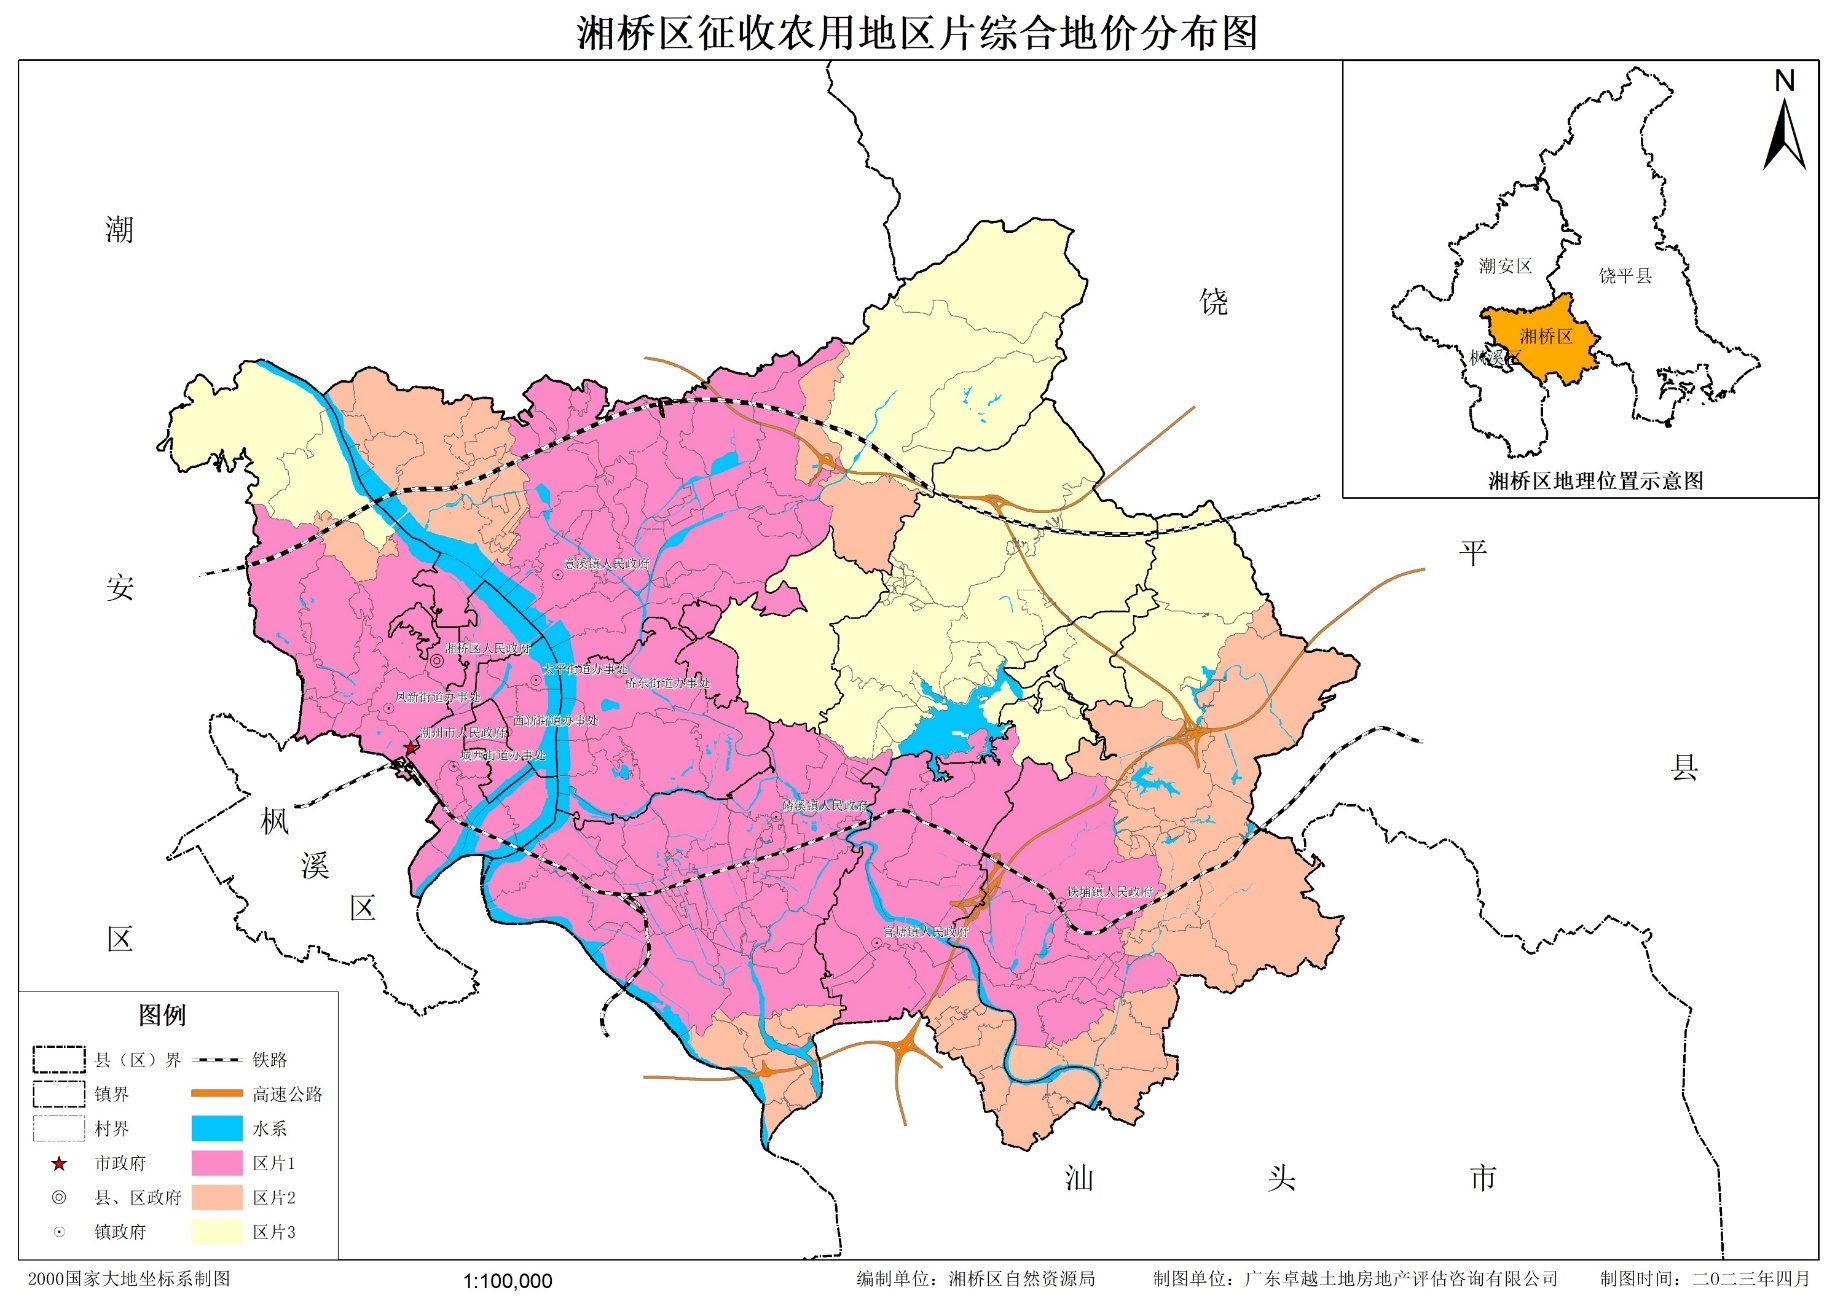 湘桥区征收农用地区片综合地价分布图
N
潮安区
饶平县
湘桥区
枫溪区
湘桥区地理位置示意图
潮
饶
安
平
县
枫
溪
区
区
汕
头
市
意溪镇人民政府
湘桥区人民政府
太平街道办事处
桥东街道办事处
凤新街道办事处
西新街道办事处
潮州市人民政府
城西街道办事处
磷溪镇人民政府
铁埔镇人民政府
官塘镇人民政府
图例
县（区）界
铁路
镇界
高速公路
村界
水系
市政府
区片1
县、区政府
区片2
镇政府
区片3
2000国家大地坐标系制图
1:100,000
编制单位：湘桥区自然资源局
制图单位：广东卓越土地房地产评估咨询有限公司
制图时间：二〇二三年四月